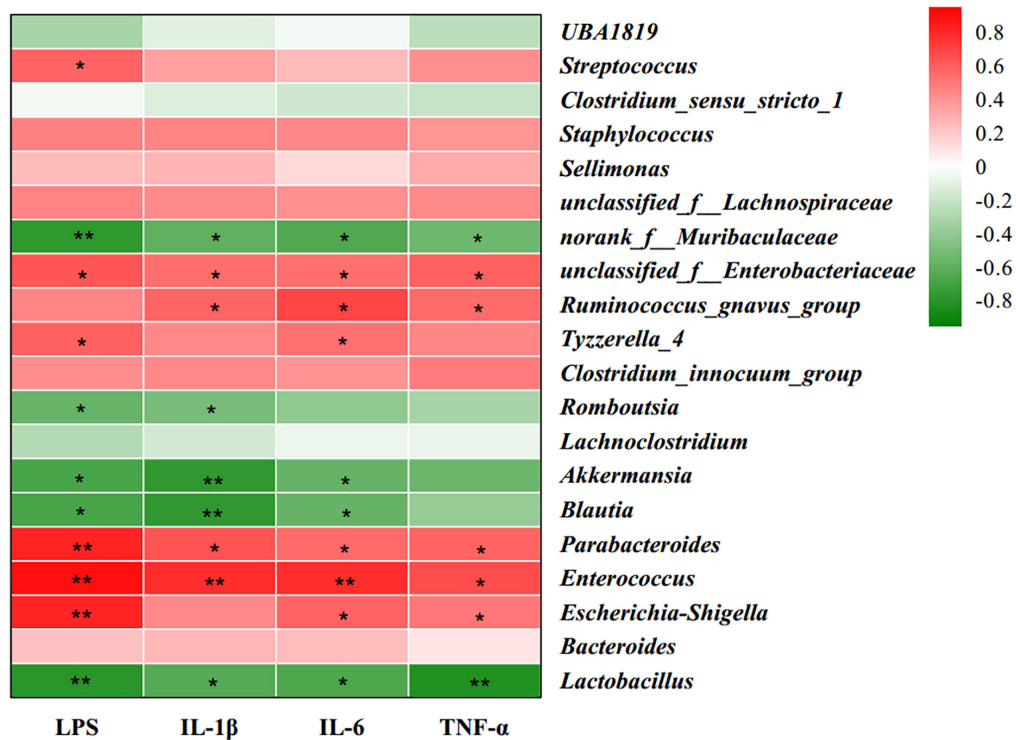 UBA1819
* Streptococcus
Clostridium_sensu_stricto_1
Staphylococcus
Sellimonas
unclassified_f__Lachnospiraceae
** * * * norank_f__Muribaculaceae
* * * * unclassified_f__Enterobacteriaceae
* * * Ruminococcus_gnavus_group
* * Tyzzerella_4
Clostridium_innocuum_group
* * Romboutsia
Lachnoclostridium
* ** * Akkermansia
* ** * Blautia
** * * * Parabacteroides
** ** ** * Enterococcus
** * * Escherichia-Shigella
Bacteroides
** * * ** Lactobacillus
LPS IL-1β IL-6 TNF-α
0.8
0.6
0.4
0.2
0
-0.2
-0.4
-0.6
-0.8